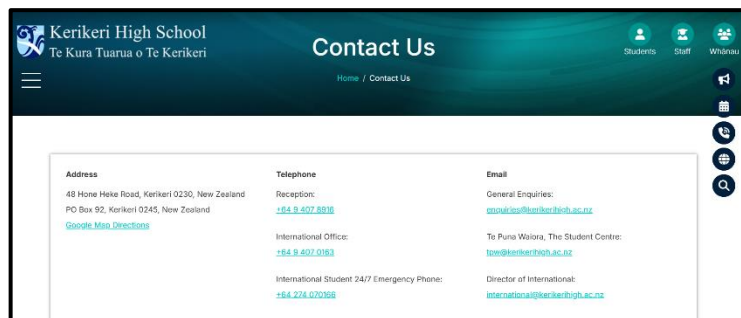 Kerikeri High School
Te Kura Tuarua o Te Kerikeri
Contact Us
Home / Contact Us
Students
Staff
Whānau
Address
48 Hone Heke Road, Kerikeri 0230, New Zealand
PO Box 92, Kerikeri 0245, New Zealand
Google Map Directions
Telephone
Reception:
+64 9 407 8916
International Office:
+64 9 407 0163
International Student 24/7 Emergency Phone:
+64 274 070166
Email
General Enquiries:
enquiries@kerikerihigh.ac.nz
Te Puna Waiora, The Student Centre:
tpw@kerikerihigh.ac.nz
Director of International:
international@kerikerihigh.ac.nz